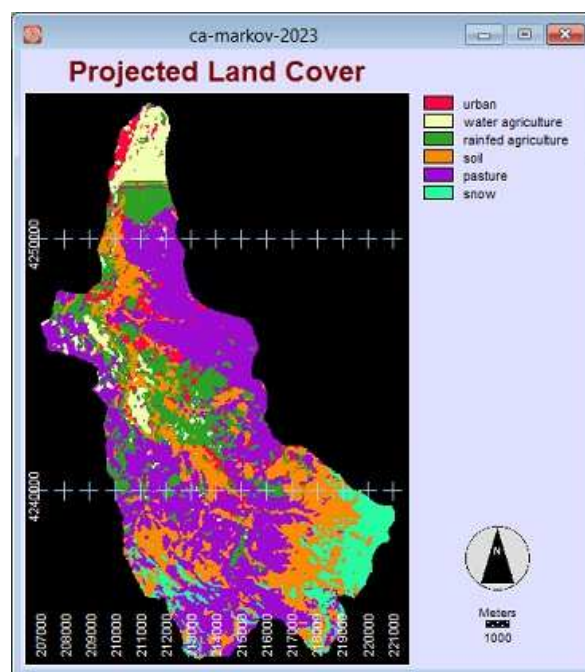 ca-markov-2023
Projected Land Cover
urban
water agriculture
rainfed agriculture
soil
pasture
snow
4250000
4240000
207000
208000
209000
210000
211000
212000
213000
214000
215000
216000
217000
218000
219000
220000
221000
N
Meters
1000